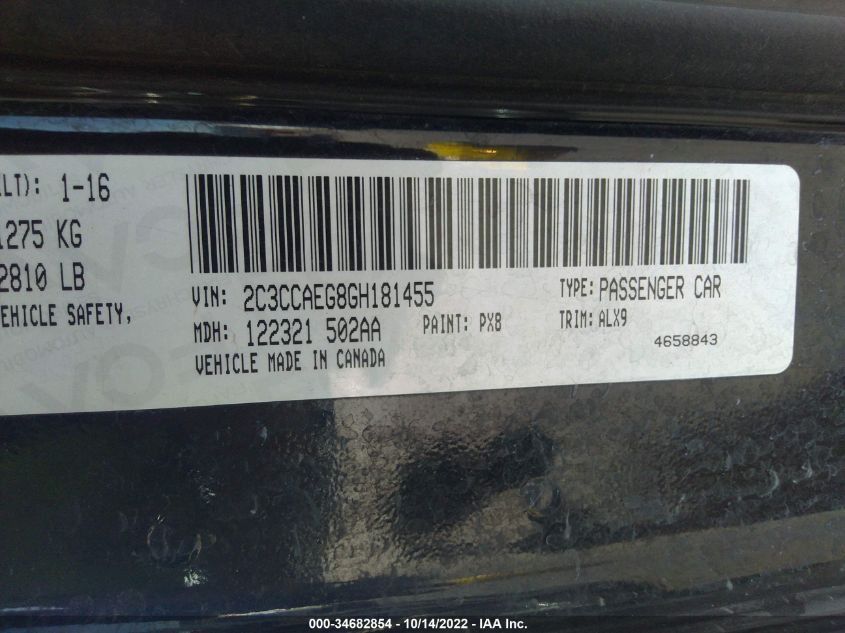 LT): 1-16
1275 KG
2810 LB
EHICLE SAFETY,
VIN: 2C3CCAEG8GH181455
TYPE: PASSENGER CAR
MDH: 122321 502AA
PAINT: PX8
TRIM: ALX9
VEHICLE MADE IN CANADA
4658843
000-34682854 - 10/14/2022 - IAA Inc.